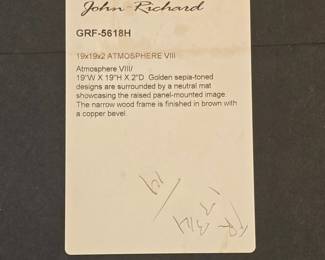 John-Richard
GRF-5618H
19x19x2 ATMOSPHERE VIII
Atmosphere VIII/
19"W X 19"H X 2"D Golden sepia-toned
designs are surrounded by a neutral mat
showcasing the raised panel-mounted image.
The narrow wood frame is finished in brown with
a copper bevel.